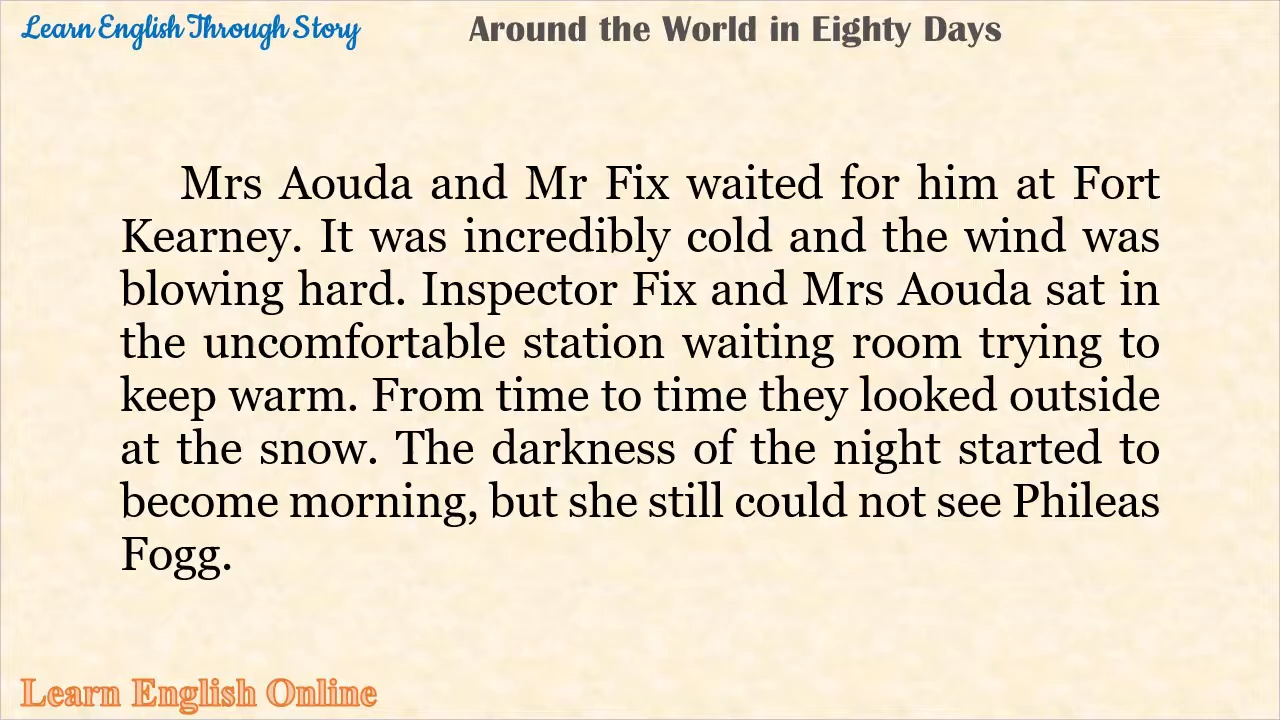 Learn English Through Story
Around the World in Eighty Days
Mrs Aouda and Mr Fix waited for him at Fort
Kearney. It was incredibly cold and the wind was
blowing hard. Inspector Fix and Mrs Aouda sat in
the uncomfortable station waiting room trying to
keep warm. From time to time they looked outside
at the snow. The darkness of the night started to
become morning, but she still could not see Phileas
Fogg.
Learn English Online